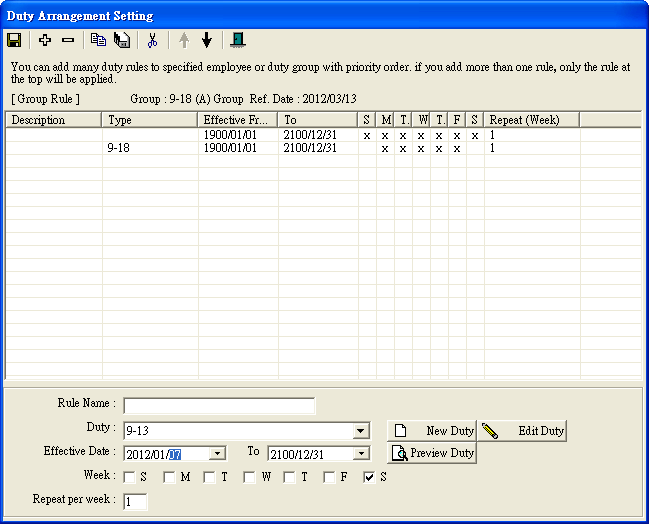 Duty Arrangement Setting
You can add many duty rules to specified employee or duty group with priority order. if you add more than one rule, only the rule at
the top will be applied.
[ Group Rule ] Group : 9-18 (A) Group Ref. Date : 2012/03/13
Description Type Effective Fr... To S M T. W T. F S Repeat (Week)
1900/01/01 2100/12/31 x x x x x x x 1
9-18 1900/01/01 2100/12/31 x x x x x 1
Rule Name :
Duty : 9-13 New Duty Edit Duty
Effective Date : 2012/01/07 To 2100/12/31 Preview Duty
Week : S M T W T F S
Repeat per week : 1